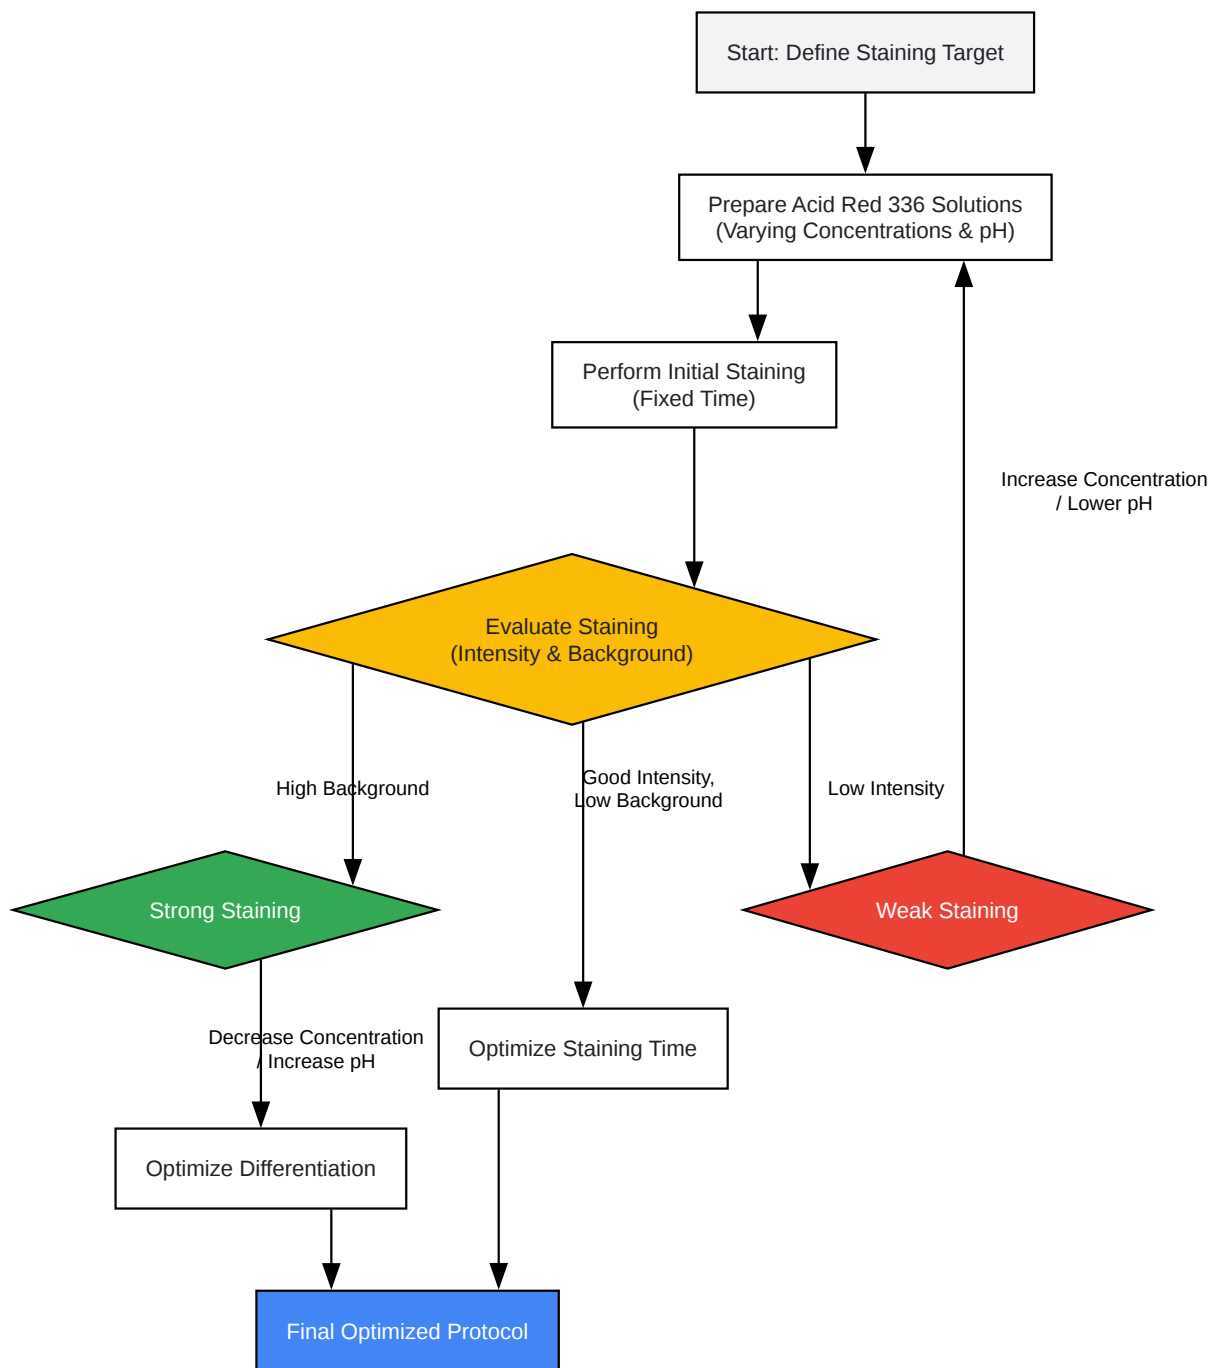 Start: Define Staining Target
Prepare Acid Red 336 Solutions
(Varying Concentrations & pH)
Perform Initial Staining
(Fixed Time)
Increase Concentration
/ Lower pH
Evaluate Staining
(Intensity & Background)
High Background
Good Intensity,
Low Background
Low Intensity
Strong Staining
Weak Staining
Decrease Concentration
/ Increase pH
Optimize Staining Time
Optimize Differentiation
Final Optimized Protocol